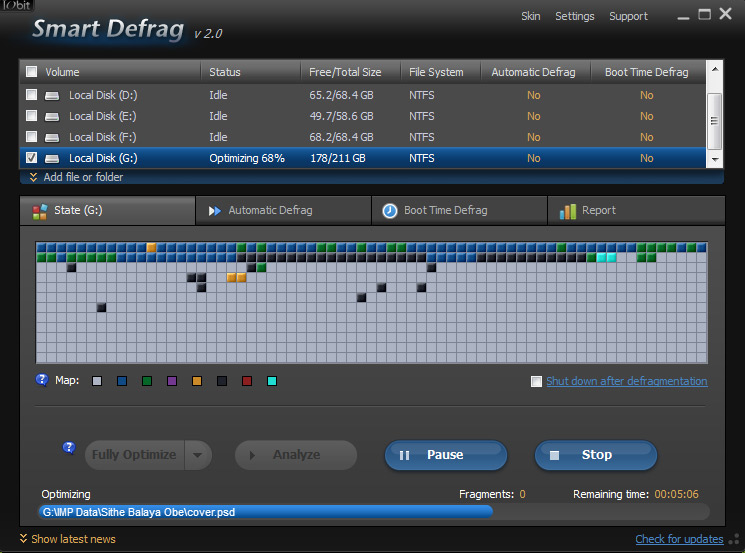 IObit
Smart Defrag v 2.0
Skin Settings Support
Volume Status Free/Total Size File System Automatic Defrag Boot Time Defrag
Local Disk (D:) Idle 65.2/68.4 GB NTFS No No
Local Disk (E:) Idle 49.7/58.6 GB NTFS No No
Local Disk (F:) Idle 68.2/68.4 GB NTFS No No
Local Disk (G:) Optimizing 68% 178/211 GB NTFS No No
Add file or folder
State (G:) Automatic Defrag Boot Time Defrag Report
? Map: Shut down after defragmentation
? Fully Optimize Analyze Pause Stop
Optimizing Fragments: 0 Remaining time: 00:05:06
G:\IMP Data\Sithe Balaya Obe\cover.psd
Show latest news Check for updates